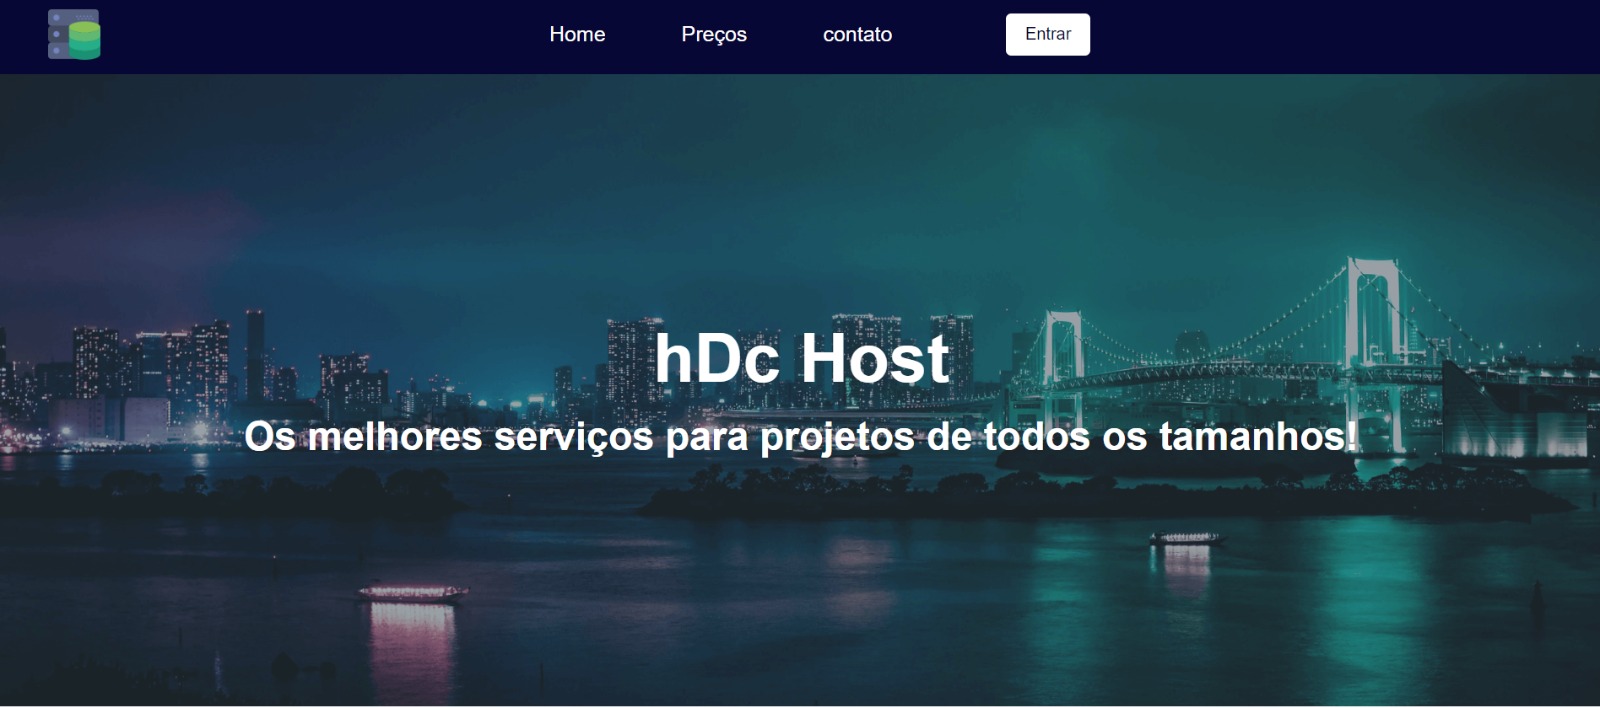 Home
Preços
contato
Entrar
hDc Host
Os melhores serviços para projetos de todos os tamanhos!